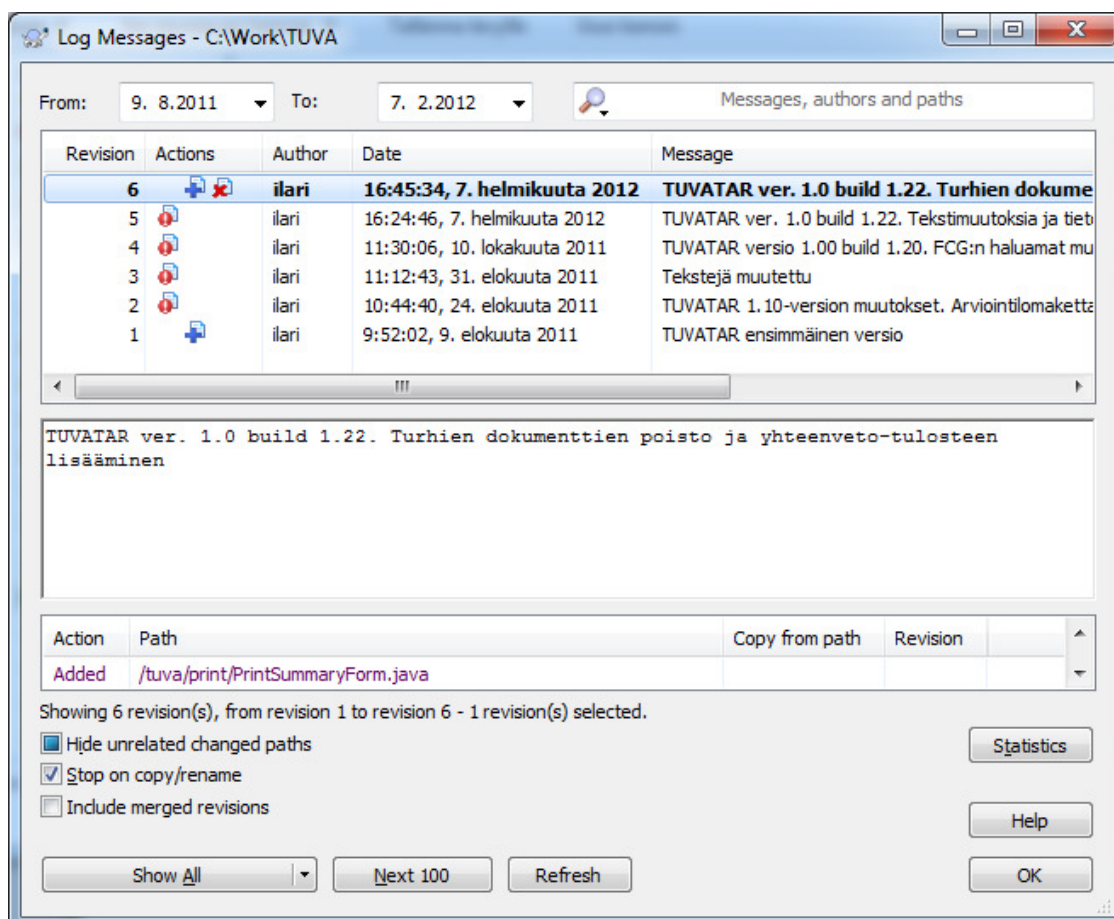 Log Messages - C:\Work\TUVA
From: 9. 8.2011 To: 7. 2.2012 Messages, authors and paths
Revision Actions Author Date Message
6 ilari 16:45:34, 7. helmikuuta 2012 TUVATAR ver. 1.0 build 1.22. Turhien dokume
5 ilari 16:24:46, 7. helmikuuta 2012 TUVATAR ver. 1.0 build 1.22. Tekstimuutoksia ja tiet
4 ilari 11:30:06, 10. lokakuuta 2011 TUVATAR versio 1.00 build 1.20. FCG:n haluamat mu
3 ilari 11:12:43, 31. elokuuta 2011 Tekstejä muutettu
2 ilari 10:44:40, 24. elokuuta 2011 TUVATAR 1.10-version muutokset. Arviointilomaketta
1 ilari 9:52:02, 9. elokuuta 2011 TUVATAR ensimmäinen versio
TUVATAR ver. 1.0 build 1.22. Turhien dokumenttien poisto ja yhteenveto-tulosteen
lisääminen
Action Path Copy from path Revision
Added /tuva/print/PrintSummaryForm.java
Showing 6 revision(s), from revision 1 to revision 6 - 1 revision(s) selected.
Hide unrelated changed paths
Statistics
Stop on copy/rename
Include merged revisions
Help
Show All Next 100 Refresh OK